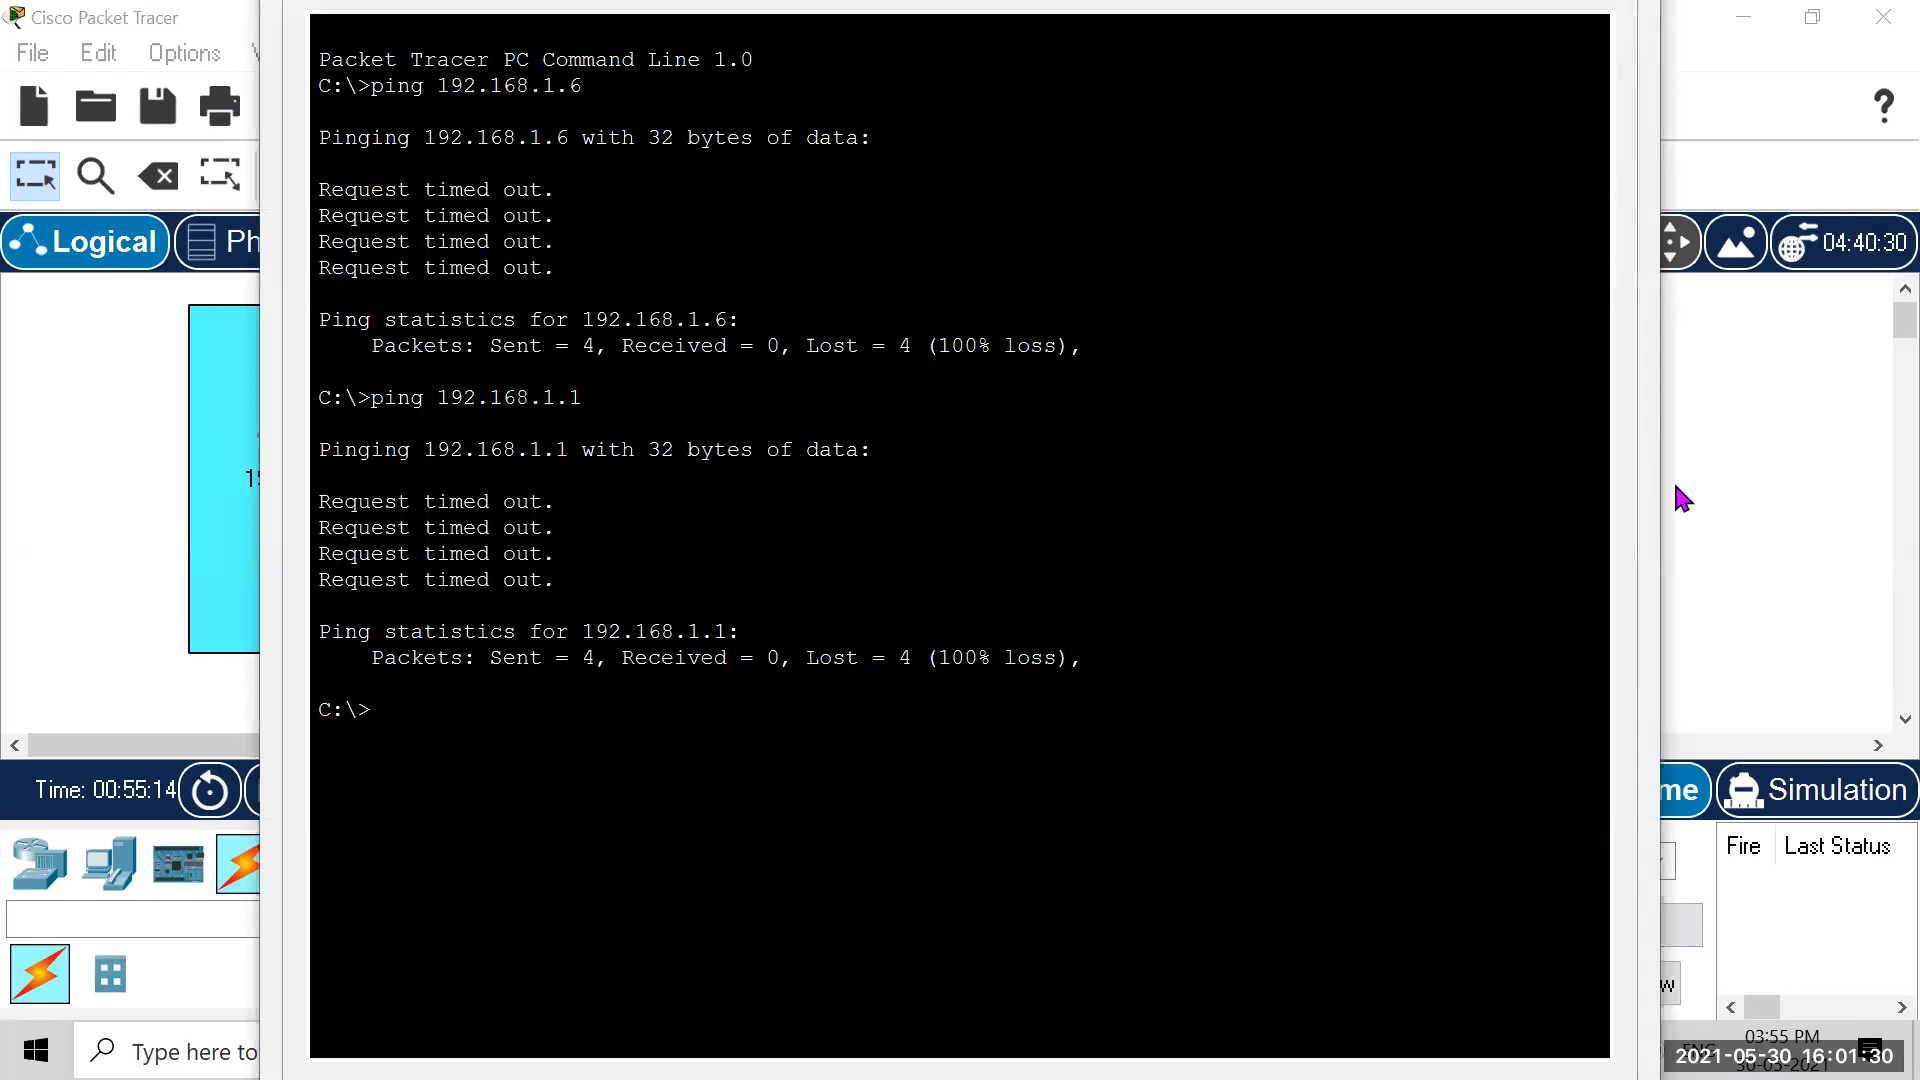 Cisco Packet Tracer
File Edit Options
Packet Tracer PC Command Line 1.0
C:\>ping 192.168.1.6
Pinging 192.168.1.6 with 32 bytes of data:
Request timed out.
Request timed out.
Request timed out.
Request timed out.
Ping statistics for 192.168.1.6:
Packets: Sent = 4, Received = 0, Lost = 4 (100% loss),
C:\>ping 192.168.1.1
Pinging 192.168.1.1 with 32 bytes of data:
Request timed out.
Request timed out.
Request timed out.
Request timed out.
Ping statistics for 192.168.1.1:
Packets: Sent = 4, Received = 0, Lost = 4 (100% loss),
C:\>
?
Logical Ph
04:40:30
Time: 00:55:14
me Simulation
Fire Last Status
w
Type here to
03:55 PM
2021-05-30 16:01:30